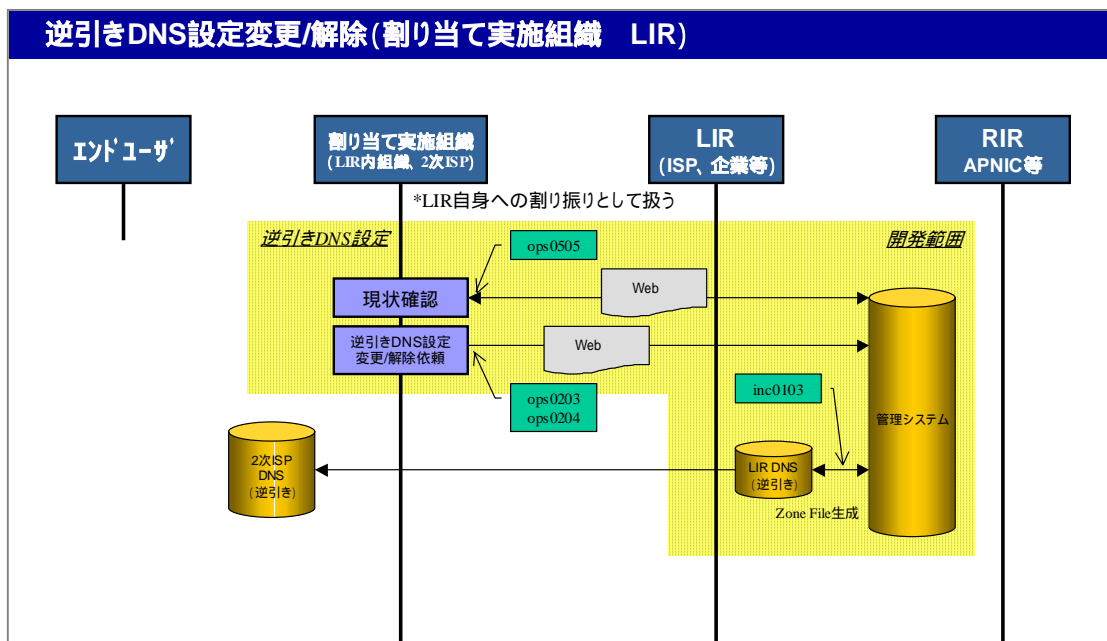 逆引きDNS設定変更/解除(割り当て実施組織　LIR)
エンドユーザ
割り当て実施組織
(LIR内組織、2次ISP)
LIR
(ISP、企業等)
RIR
APNIC等
*LIR自身への割り振りとして扱う
逆引きDNS設定
開発範囲
ops0505
現状確認
Web
逆引きDNS設定
変更/解除依頼
Web
ops0203
ops0204
inc0103
管理システム
2次ISP
DNS
(逆引き)
LIR DNS
(逆引き)
Zone File生成